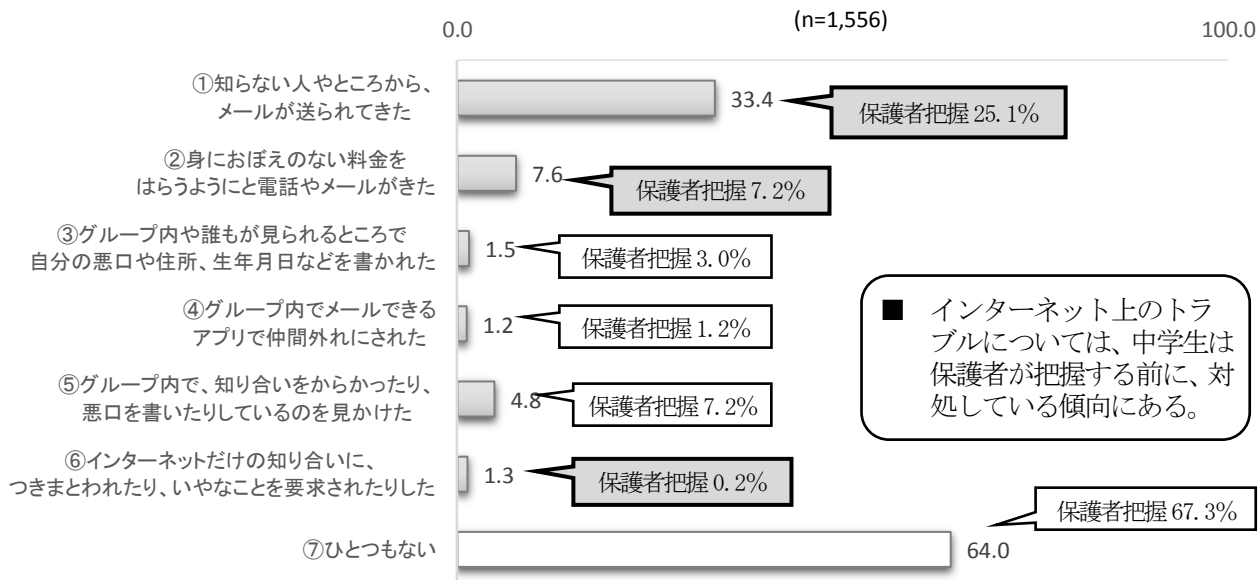 (n=1,556)
0.0
100.0
①知らない人やところから、
メールが送られてきた
33.4
保護者把握 25.1%
②身におぼえのない料金を
はらうようにと電話やメールがきた
7.6
保護者把握 7.2%
③グループ内や誰もが見られるところで
自分の悪口や住所、生年月日などを書かれた
1.5
保護者把握 3.0%
④グループ内でメールできる
アプリで仲間外れにされた
1.2
保護者把握 1.2%
⑤グループ内で、知り合いをからかったり、
悪口を書いたりしているのを見かけた
4.8
保護者把握 7.2%
⑥インターネットだけの知り合いに、
つきまとわれたり、いやなことを要求されたりした
1.3
保護者把握 0.2%
⑦ひとつもない
64.0
保護者把握 67.3%
■ インターネット上のトラ
ブルについては、中学生は
保護者が把握する前に、対
処している傾向にある。